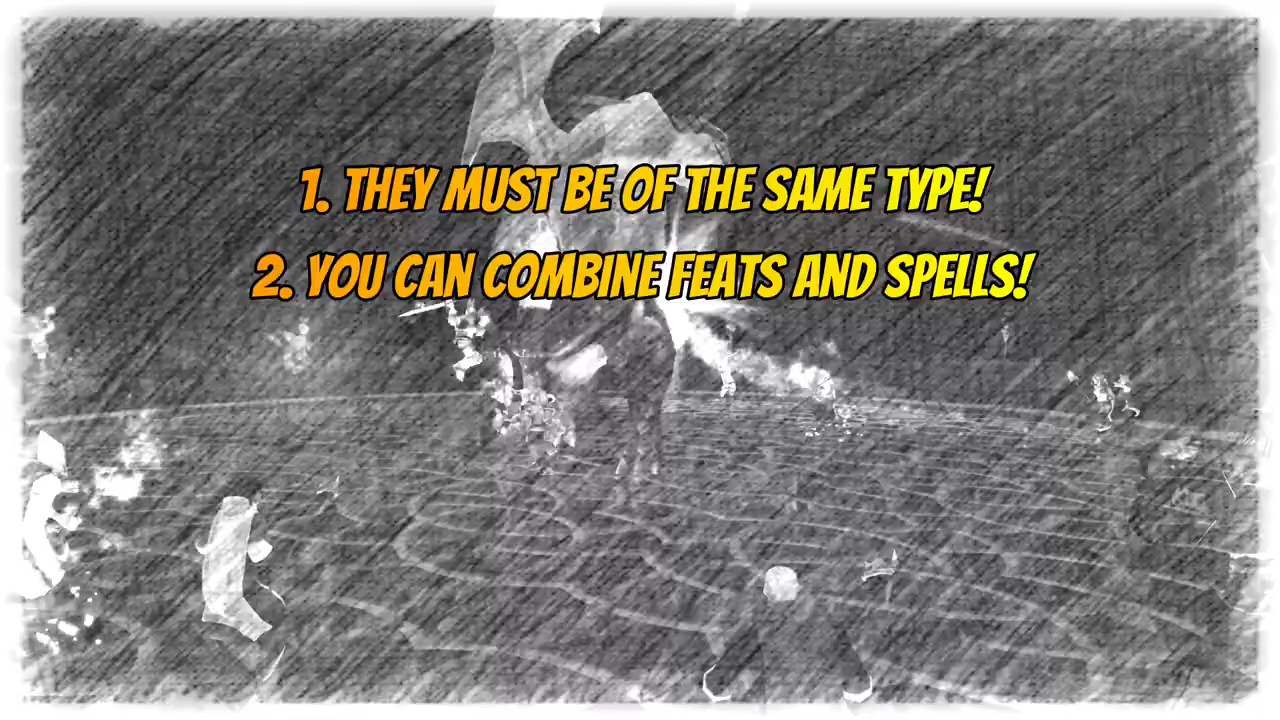 1. THEY MUST BE OF THE SAME TYPE!
2. YOU CAN COMBINE FEATS AND SPELLS!